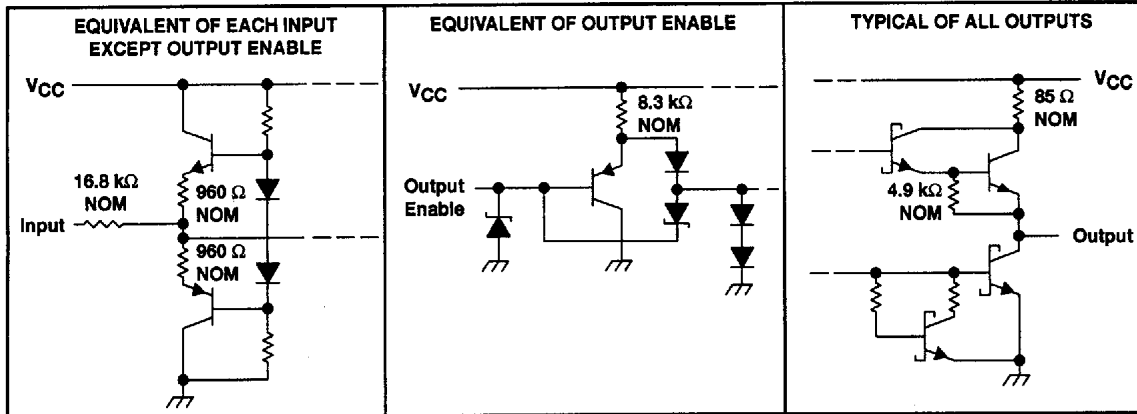 EQUIVALENT OF EACH INPUT
EXCEPT OUTPUT ENABLE
VCC
16.8 kΩ
NOM
960 Ω
NOM
Input
960 Ω
NOM
EQUIVALENT OF OUTPUT ENABLE
VCC
8.3 kΩ
NOM
Output
Enable
TYPICAL OF ALL OUTPUTS
VCC
85 Ω
NOM
4.9 kΩ
NOM
Output